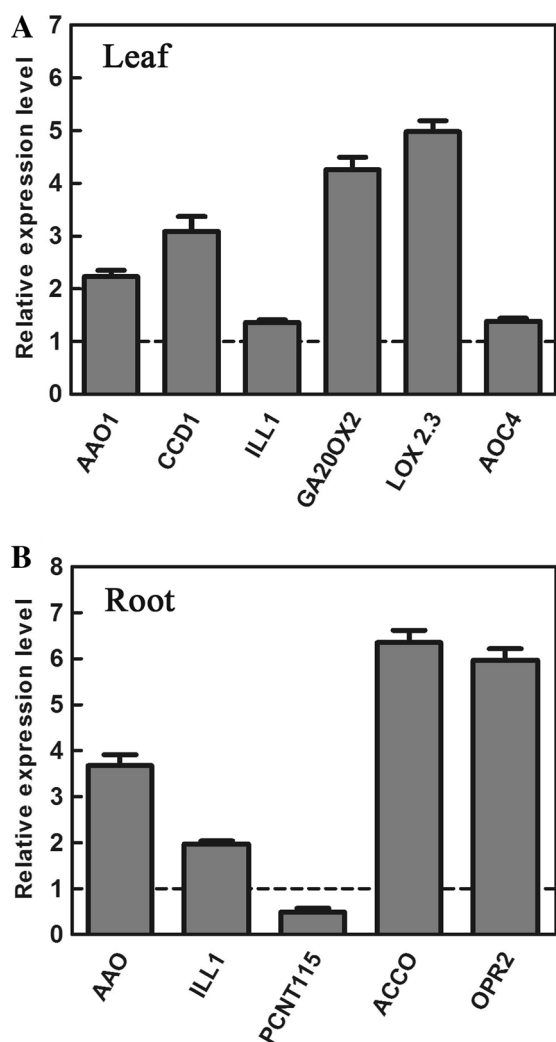 A
Leaf
Relative expression level
7
6
5
4
3
2
1
0
AAO1
CCD1
ILL1
GA20OX2
LOX 2.3
AOC4
B
Root
Relative expression level
8
7
6
5
4
3
2
1
0
AAO
ILL1
PCNT115
ACCO
OPR2